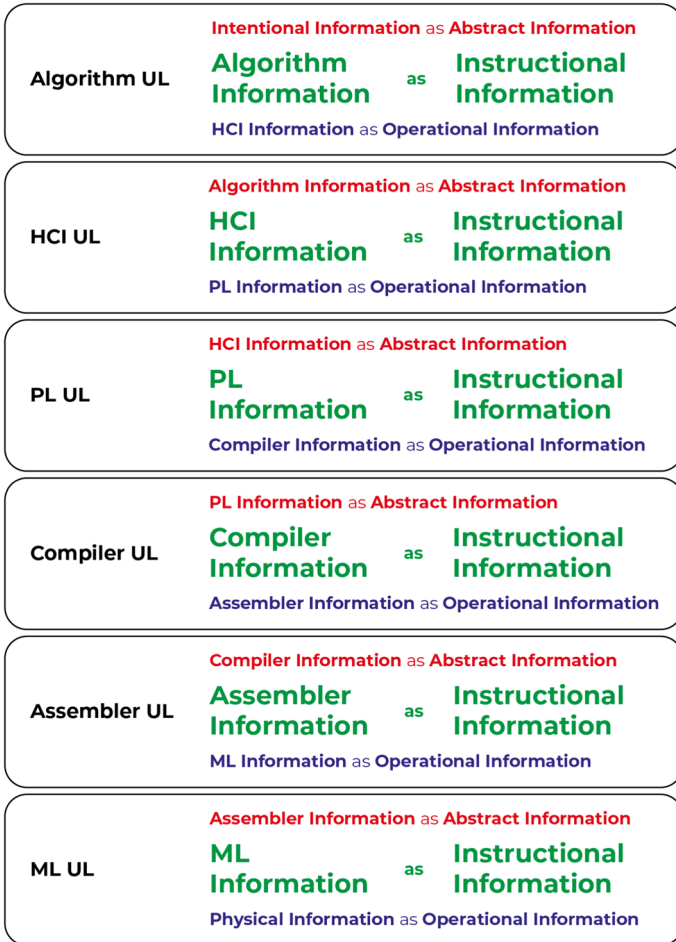 Intentional Information as Abstract Information
Algorithm UL
Algorithm Information as Instructional Information
HCI Information as Operational Information
Algorithm Information as Abstract Information
HCI UL
HCI Information as Instructional Information
PL Information as Operational Information
HCI Information as Abstract Information
PL UL
PL Information as Instructional Information
Compiler Information as Operational Information
PL Information as Abstract Information
Compiler UL
Compiler Information as Instructional Information
Assembler Information as Operational Information
Compiler Information as Abstract Information
Assembler UL
Assembler Information as Instructional Information
ML Information as Operational Information
Assembler Information as Abstract Information
ML UL
ML Information as Instructional Information
Physical Information as Operational Information